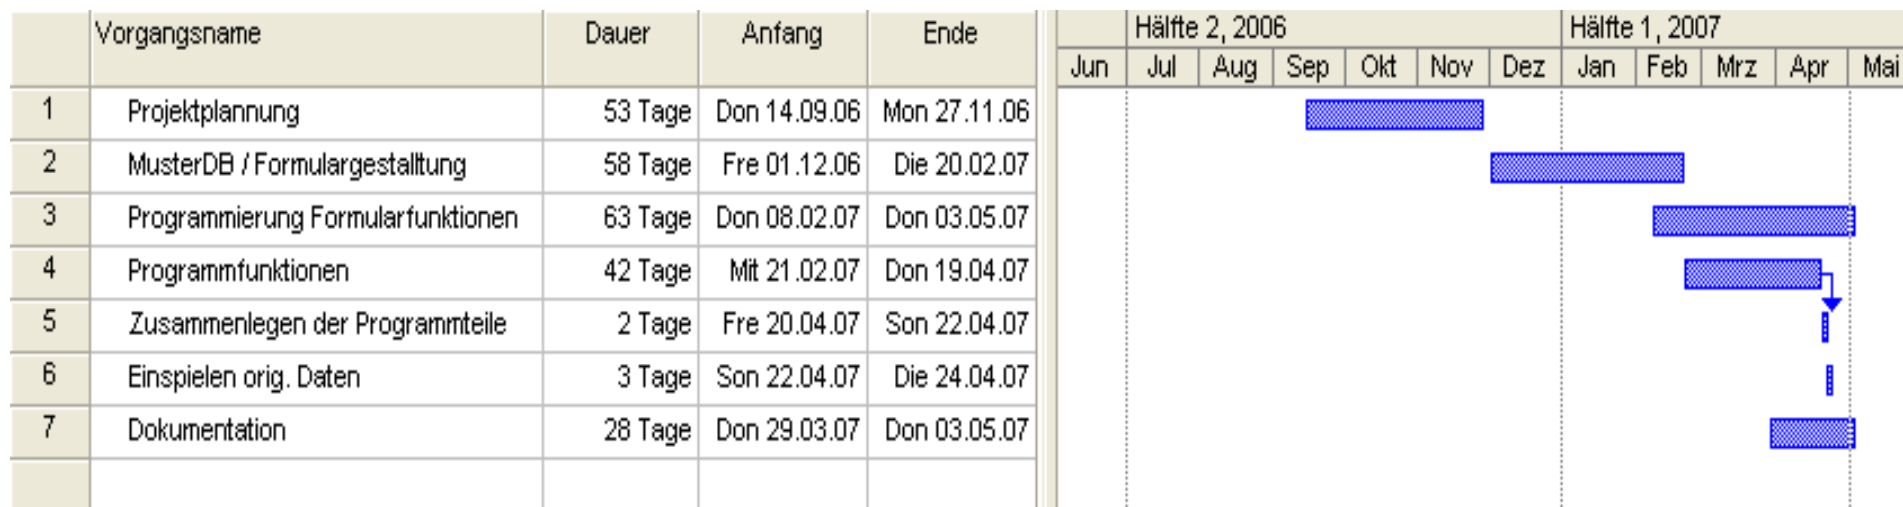 Vorgangsname Dauer Anfang Ende Hälfte 2, 2006 Hälfte 1, 2007
Jun Jul Aug Sep Okt Nov Dez Jan Feb Mrz Apr Mai
1 Projektplannung 53 Tage Don 14.09.06 Mon 27.11.06
2 MusterDB / Formulargestalltung 58 Tage Fre 01.12.06 Die 20.02.07
3 Programmierung Formularfunktionen 63 Tage Don 08.02.07 Don 03.05.07
4 Programmfunktionen 42 Tage Mit 21.02.07 Don 19.04.07
5 Zusammenlegen der Programmteile 2 Tage Fre 20.04.07 Son 22.04.07
6 Einspielen orig. Daten 3 Tage Son 22.04.07 Die 24.04.07
7 Dokumentation 28 Tage Don 29.03.07 Don 03.05.07